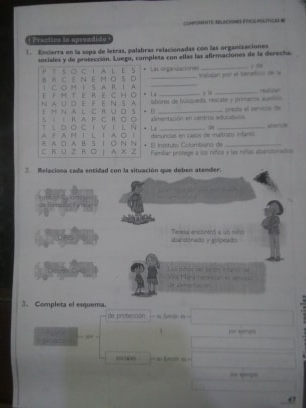 COMPONENTE: RELACIONES ÉTICO-POLÍTICAS
Practica lo aprendido
1. Encierra en la sopa de letras, palabras relacionadas con las organizaciones
sociales y de protección. Luego, completa con ellas las afirmaciones de la derecha.
P T S O C I A L E S
B R C E N E M O S O
I C O M I S A R I A
E F M T E R E C H O
N A U D E F E N S A
E M N A L C R U D S
S I I R A F C R O O
T L D O C I V I L Ñ
A F A M I L I A O I
R A D A B S I O N N
C R U Z R O J A X Z
• Las organizaciones y de
trabajan por el beneficio de la
• La y la realizan
labores de búsqueda, rescate y primeros auxilios.
• El presta el servicio de
alimentación en centros educativos.
• La de atiende
denuncias en casos de maltrato infantil.
• El Instituto Colombiano de
Familiar protege a los niños y las niñas abandonados.
2. Relaciona cada entidad con la situación que deben atender.
Teresa encontró a un niño
abandonado y golpeado.
3. Completa el esquema.
de protección
su función es
por ejemplo
son
sociales
su función es
por ejemplo
47